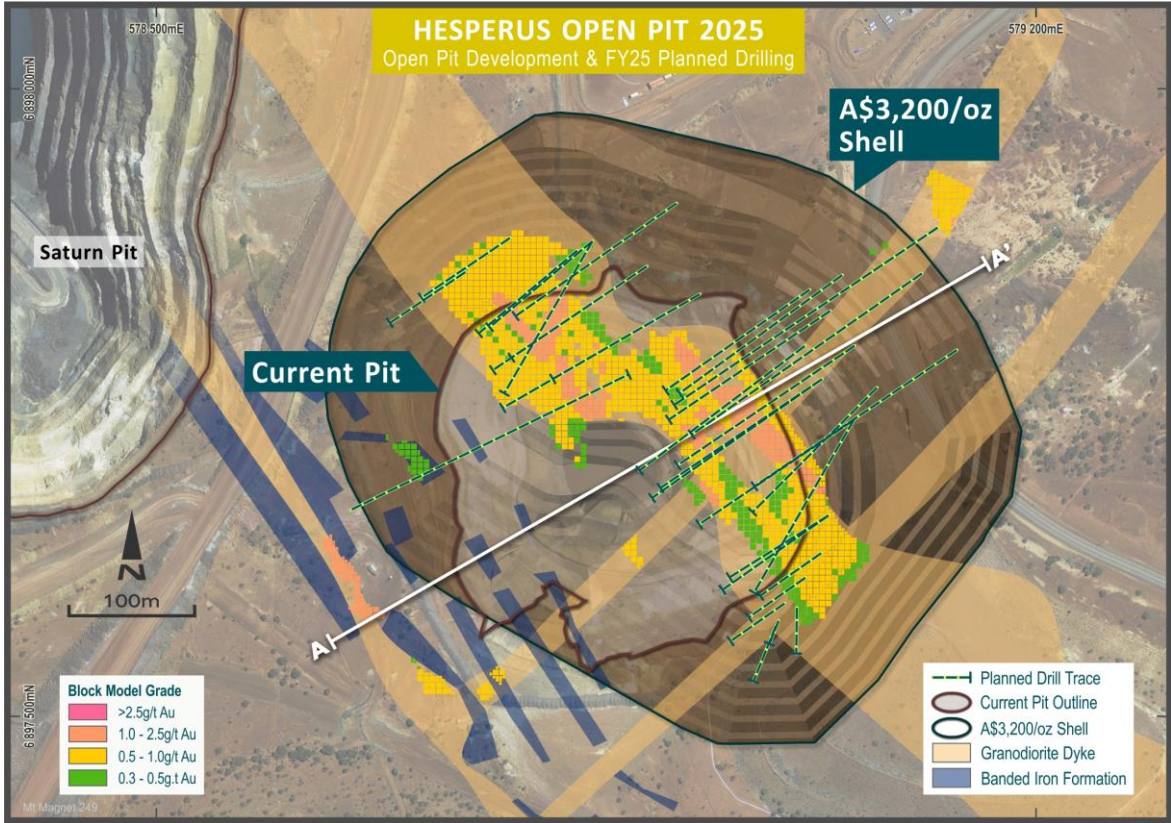 HESPERUS OPEN PIT 2025
Open Pit Development & FY25 Planned Drilling
578 500mE
579 200mE
6 898 000mN
A$3,200/oz
Shell
Saturn Pit
A'
Current Pit
N
100m
A
6 897 500mN
Block Model Grade
>2.5g/t Au
1.0 - 2.5g/t Au
0.5 - 1.0g/t Au
0.3 - 0.5g.t Au
Planned Drill Trace
Current Pit Outline
A$3,200/oz Shell
Granodiorite Dyke
Banded Iron Formation
Mt Magnet 249